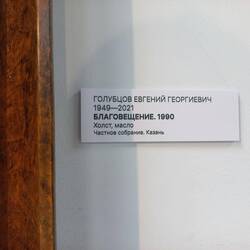 ГОЛУБЦОВ ЕВГЕНИЙ ГЕОРГИЕВИЧ
1949—2021
БЛАГОВЕЩЕНИЕ. 1990
Холст, масло
Частное собрание. Казань